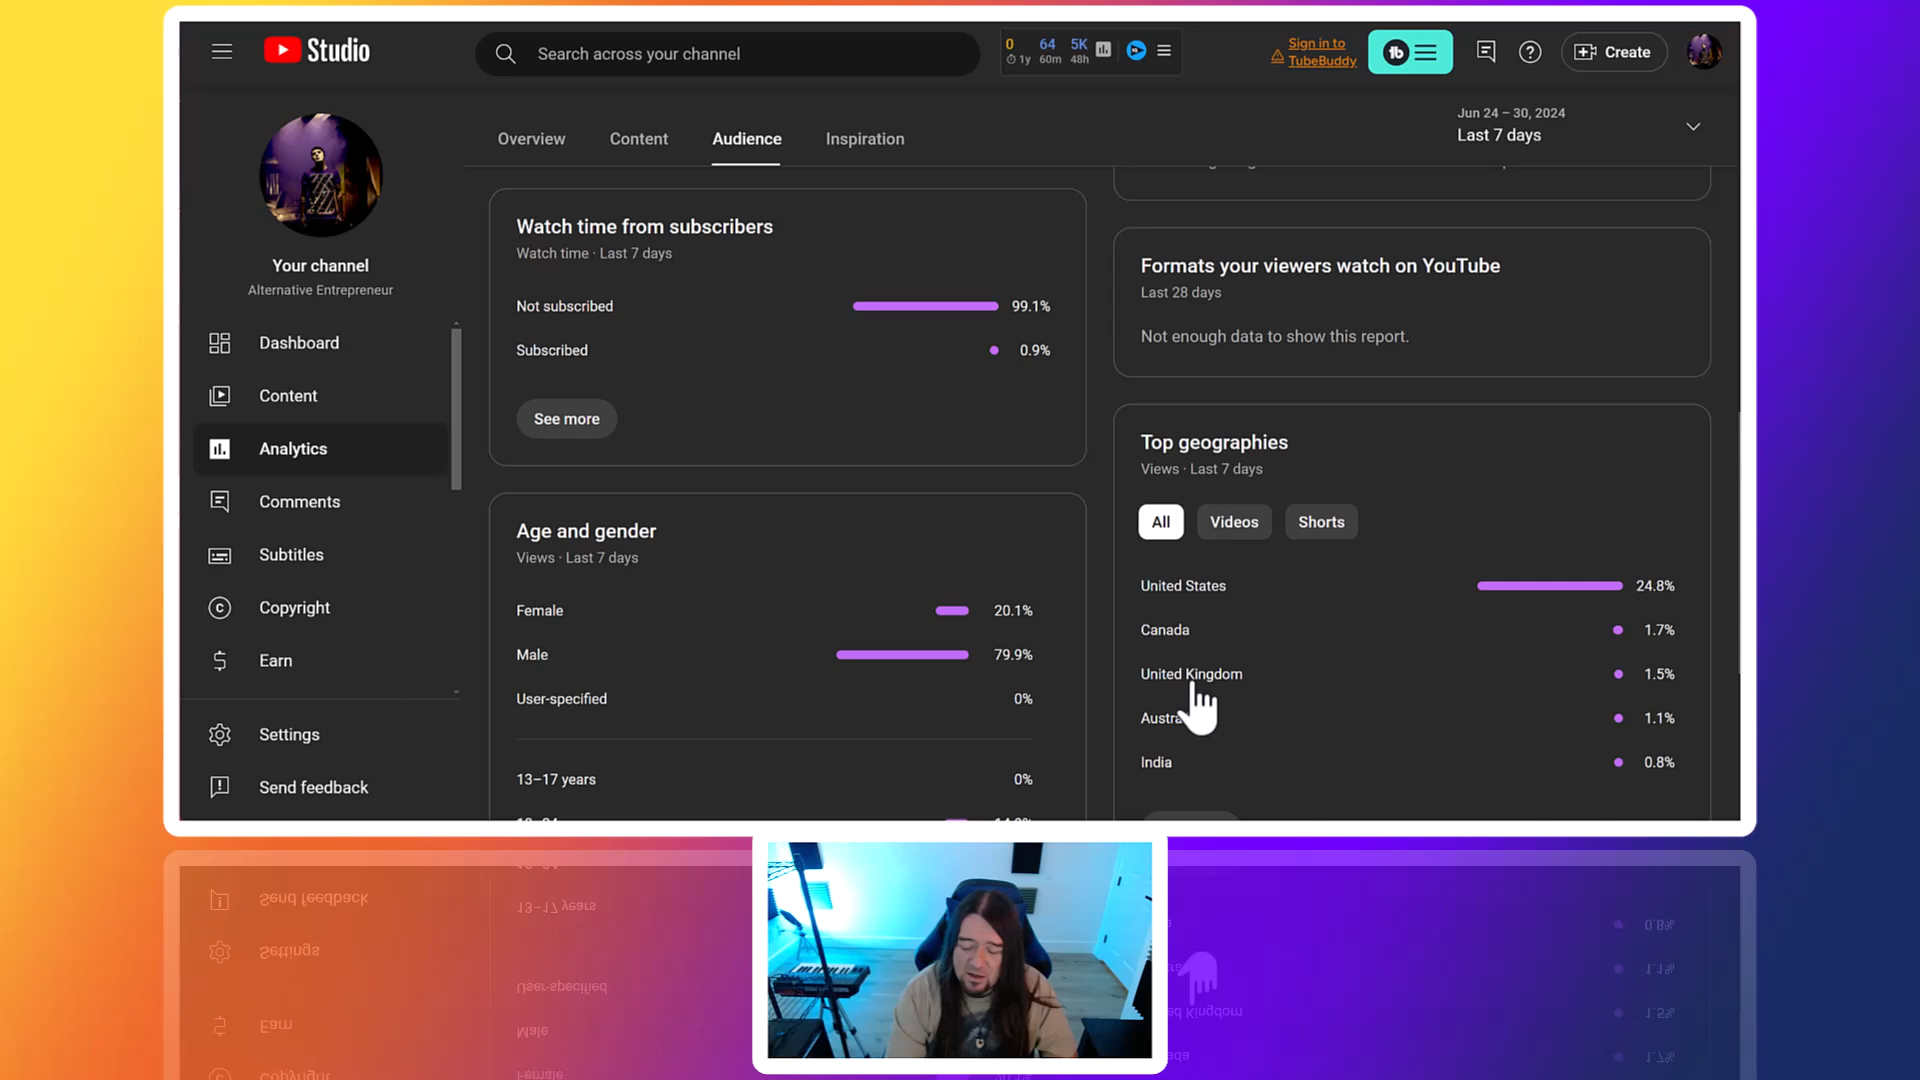 Studio
Search across your channel
0 64 5K
1y 60m 48h
Sign in to
TubeBuddy
tb
Create
Your channel
Alternative Entrepreneur
Dashboard
Content
Analytics
Comments
Subtitles
Copyright
Earn
Settings
Send feedback
Overview
Content
Audience
Inspiration
Jun 24 – 30, 2024
Last 7 days
Watch time from subscribers
Watch time · Last 7 days
Not subscribed 99.1%
Subscribed 0.9%
See more
Age and gender
Views · Last 7 days
Female 20.1%
Male 79.9%
User-specified 0%
13–17 years 0%
Formats your viewers watch on YouTube
Last 28 days
Not enough data to show this report.
Top geographies
Views · Last 7 days
All
Videos
Shorts
United States 24.8%
Canada 1.7%
United Kingdom 1.5%
Austra 1.1%
India 0.8%